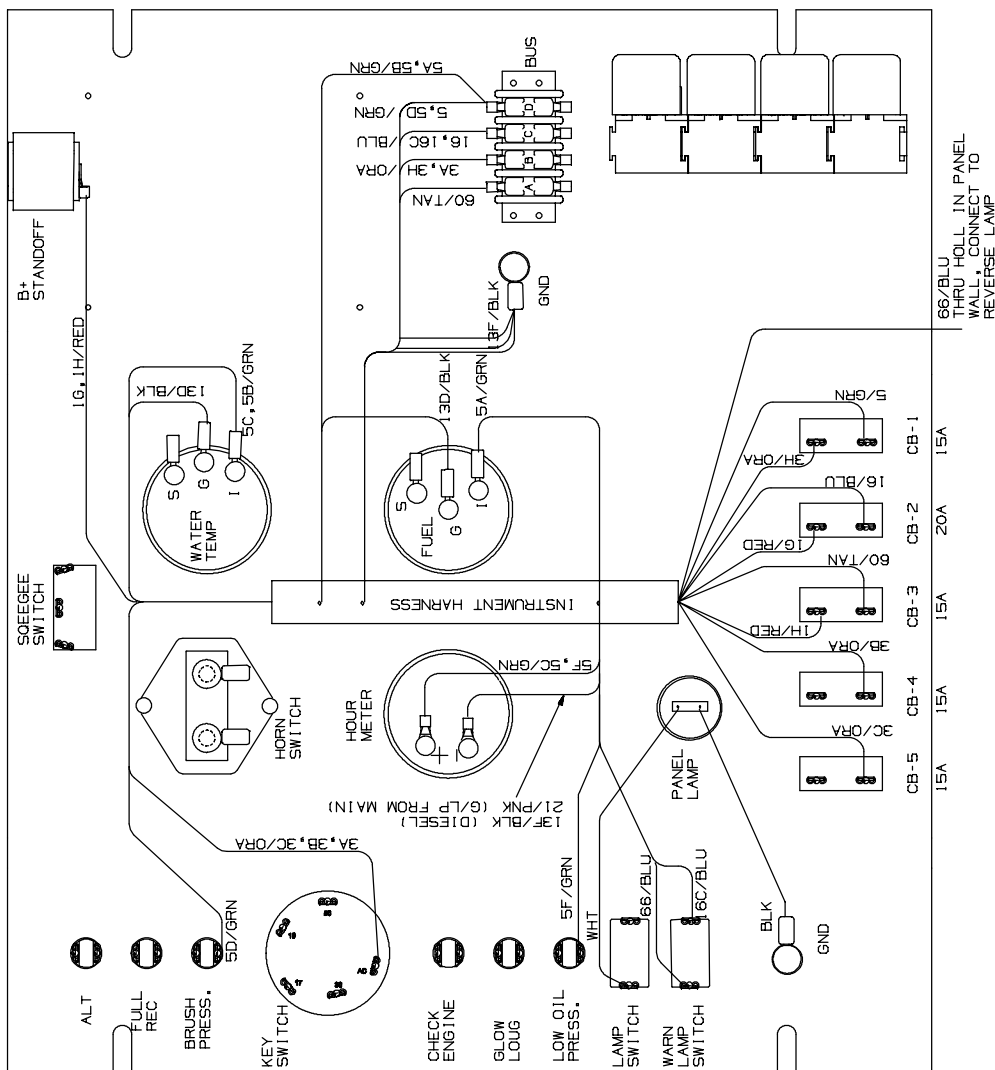 5A,5B/GRN
BUS
5,5D
/GRN
16,16C
/BLU
3A,3H
/ORA
60/TAN
D
C
B
A
B+
STANDOFF
1G,1H/RED
66/BLU
THRU HOLL IN PANEL
WALL, CONNECT TO
REVERSE LAMP
13F/BLK
GND
13D/BLK
5C,5B/GRN
S
G
I
WATER
TEMP
13D/BLK
5A/GRN
S
G
I
FUEL
5/GRN
3H/ORA
CB-1
15A
16/BLU
1G/RED
CB-2
20A
60/TAN
1H/RED
CB-3
15A
3B/ORA
CB-4
15A
3C/ORA
CB-5
15A
SQEEGEE
SWITCH
INSTRUMENT HARNESS
HORN
SWITCH
HOUR
METER
5F,5C/GRN
+
-
PANEL
LAMP
13F/BLK (DIESEL)
21/PNK (G/LP FROM MAIN)
3A,3B,3C/ORA
5D/GRN
5F/GRN
WHT
66/BLU
16C/BLU
BLK
GND
19
17
AD
ALT
FULL
REC
BRUSH
PRESS.
KEY
SWITCH
CHECK
ENGINE
GLOW
LOUG
LOW OIL
PRESS.
LAMP
SWITCH
WARN
LAMP
SWITCH